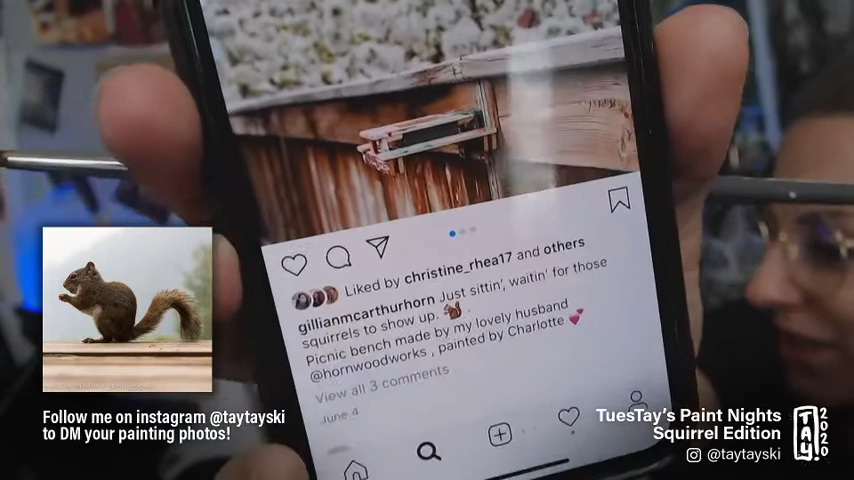 Liked by christine_rhea17 and others
gillianmcarthurhorn Just sittin', waitin' for those
squirrels to show up. 🐿️
Picnic bench made by my lovely husband
@hornwoodworks , painted by Charlotte 💕
View all 3 comments
June 4
Follow me on instagram @taytayski
to DM your painting photos!
TuesTay's Paint Nights
Squirrel Edition
@taytayski
TAY!
2020